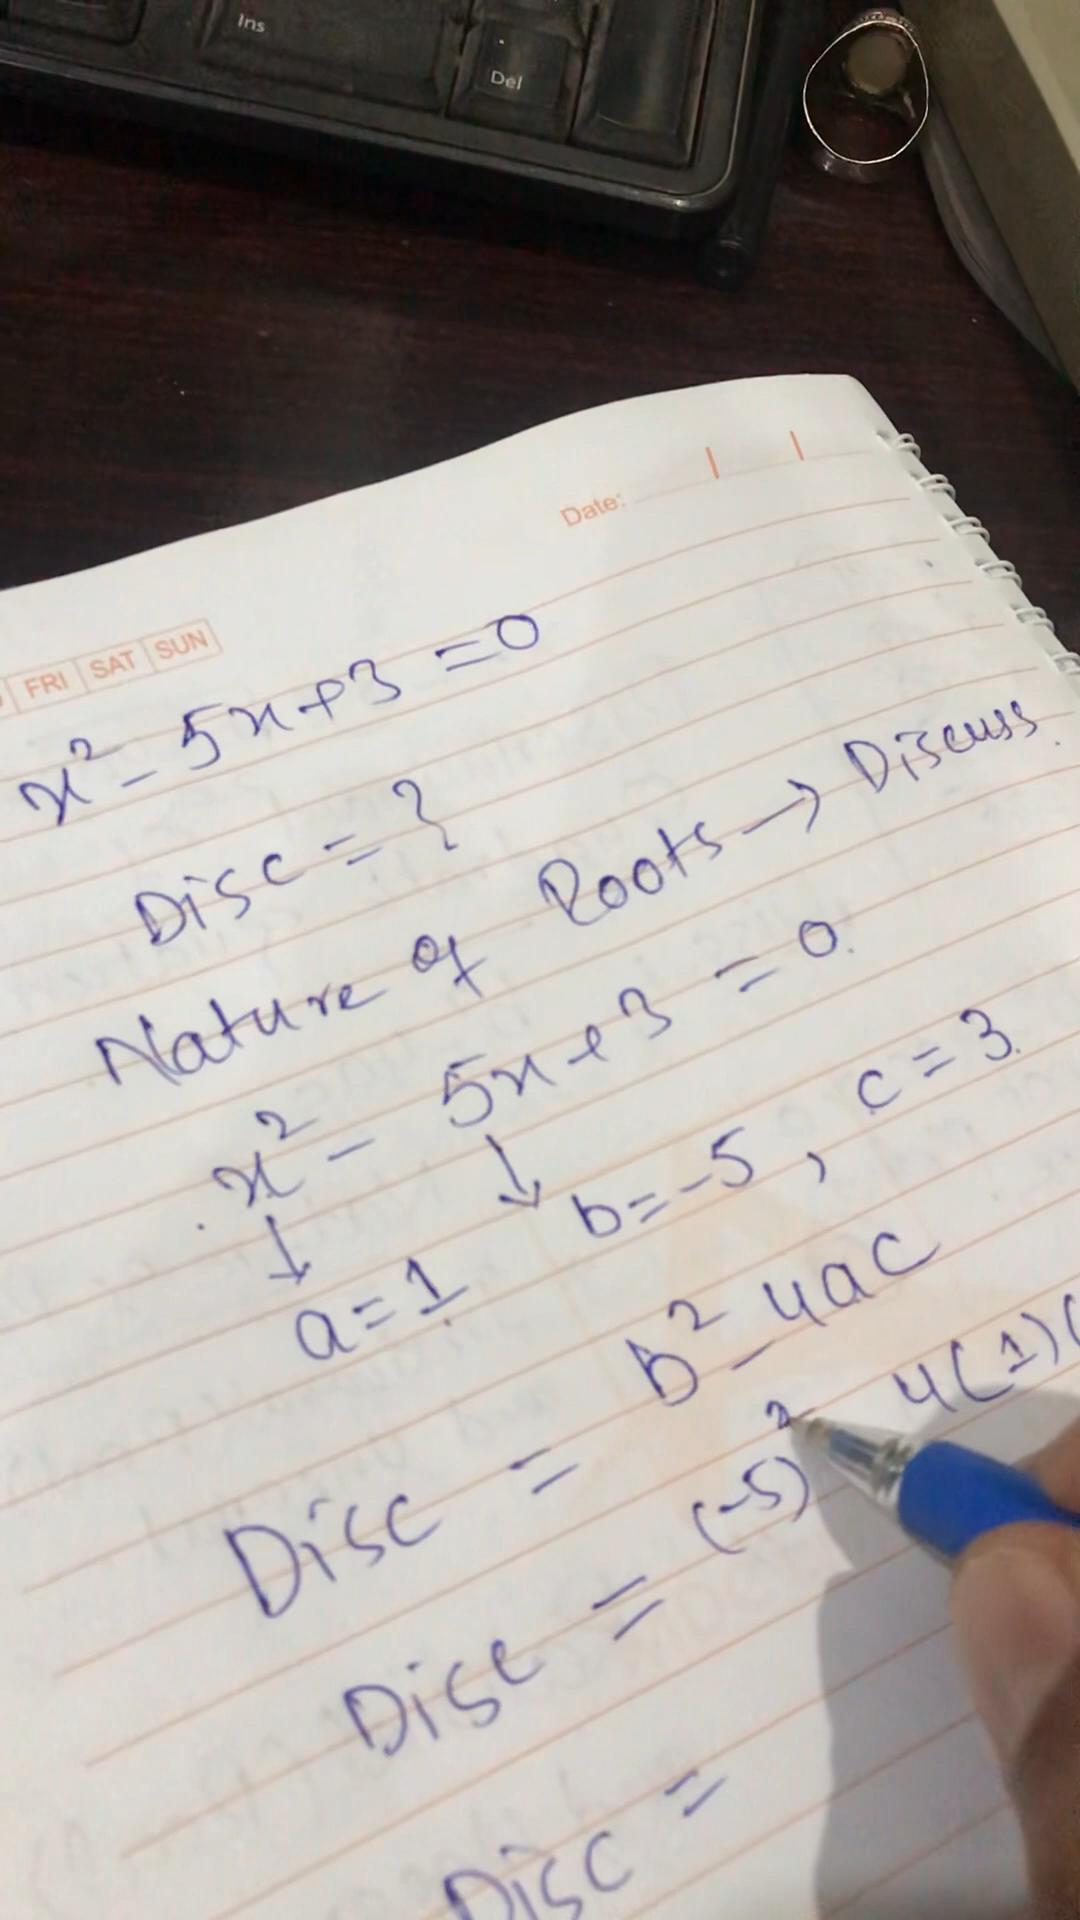 Ins
Del
Date:
FRI SAT SUN
x² - 5x + 3 = 0
Disc = ?
Nature of Roots → Discuss.
x² - 5x + 3 = 0.
↓ ↓
a = 1 b = -5 , c = 3.
Disc = b² - 4ac
Disc = (-5)² 4(1)(
Disc =